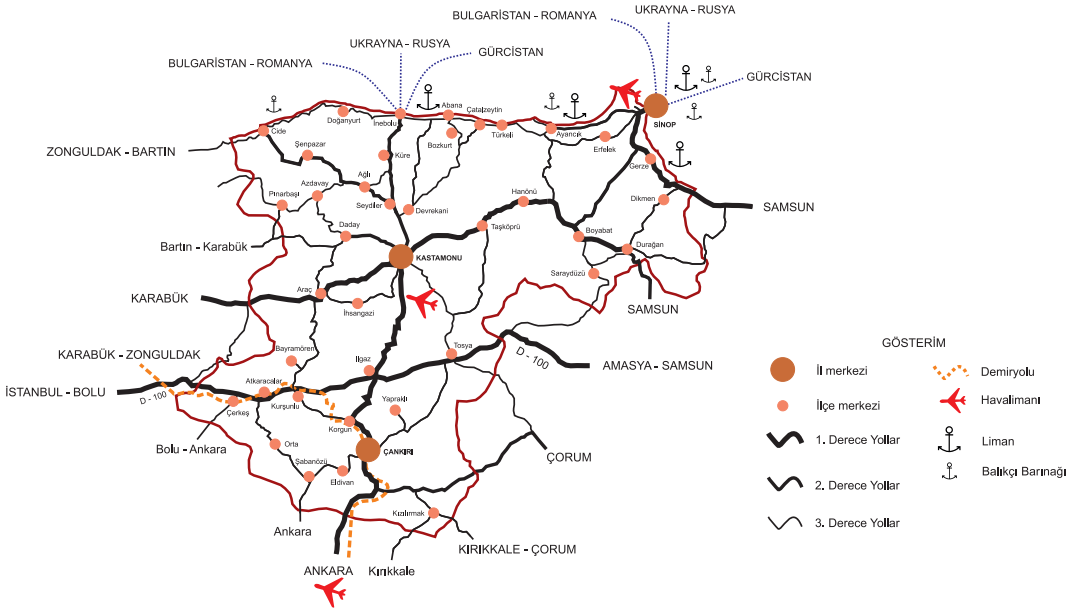 BULGARİSTAN - ROMANYA
UKRAYNA - RUSYA
UKRAYNA - RUSYA
GÜRCİSTAN
BULGARİSTAN - ROMANYA
GÜRCİSTAN
SİNOP
Cide
Doğanyurt
İnebolu
Abana
Çatalzeytin
Bozkurt
Türkeli
Ayancık
Erfelek
Gerze
ZONGULDAK - BARTIN
Şenpazar
Küre
Ağlı
Azdavay
Pınarbaşı
Seydiler
Devrekani
Hanönü
Dikmen
SAMSUN
Taşköprü
Daday
Boyabat
Durağan
Bartın - Karabük
KASTAMONU
Saraydüzü
KARABÜK
Araç
İhsangazi
SAMSUN
KARABÜK - ZONGULDAK
Bayramören
Ilgaz
Tosya
D - 100
AMASYA - SAMSUN
İSTANBUL - BOLU
D - 100
Atkaracalar
Çerkeş
Kurşunlu
Yapraklı
Korgun
Bolu - Ankara
Orta
ÇANKIRI
ÇORUM
Şabanözü
Eldivan
Ankara
Kızılırmak
KIRIKKALE - ÇORUM
ANKARA
Kırıkkale
GÖSTERİM
İl merkezi
Demiryolu
İlçe merkezi
Havalimanı
1. Derece Yollar
Liman
2. Derece Yollar
Balıkçı Barınağı
3. Derece Yollar